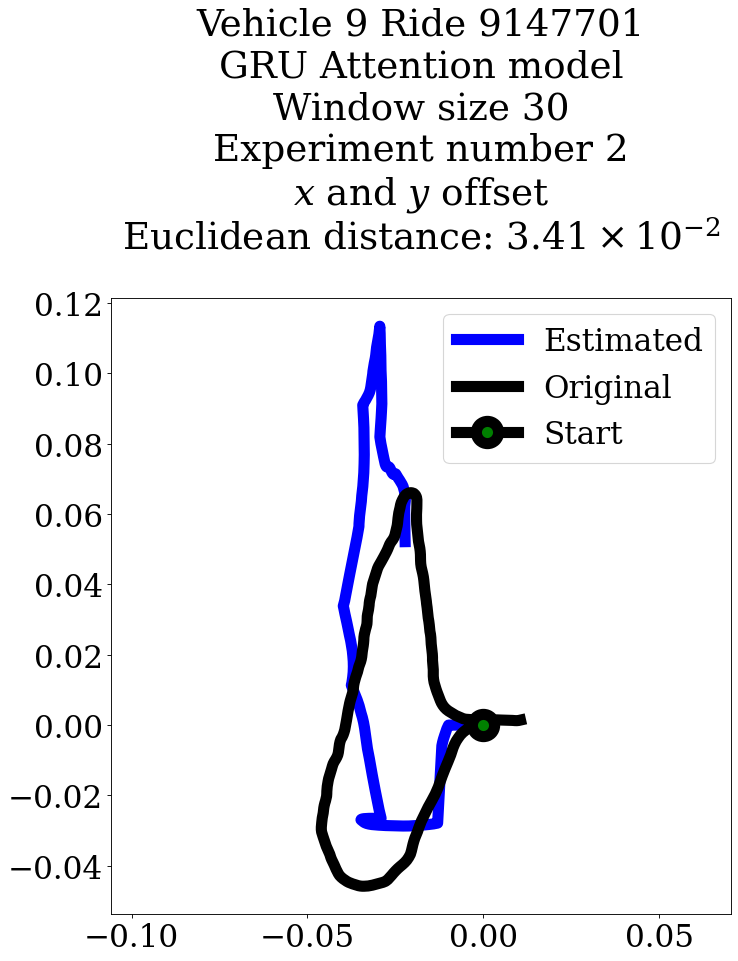 Vehicle 9 Ride 9147701
GRU Attention model
Window size 30
Experiment number 2
x and y offset
Euclidean distance: 3.41 × 10⁻²
0.12
0.10
0.08
0.06
0.04
0.02
0.00
−0.02
−0.04
Estimated
Original
Start
−0.10 −0.05 0.00 0.05